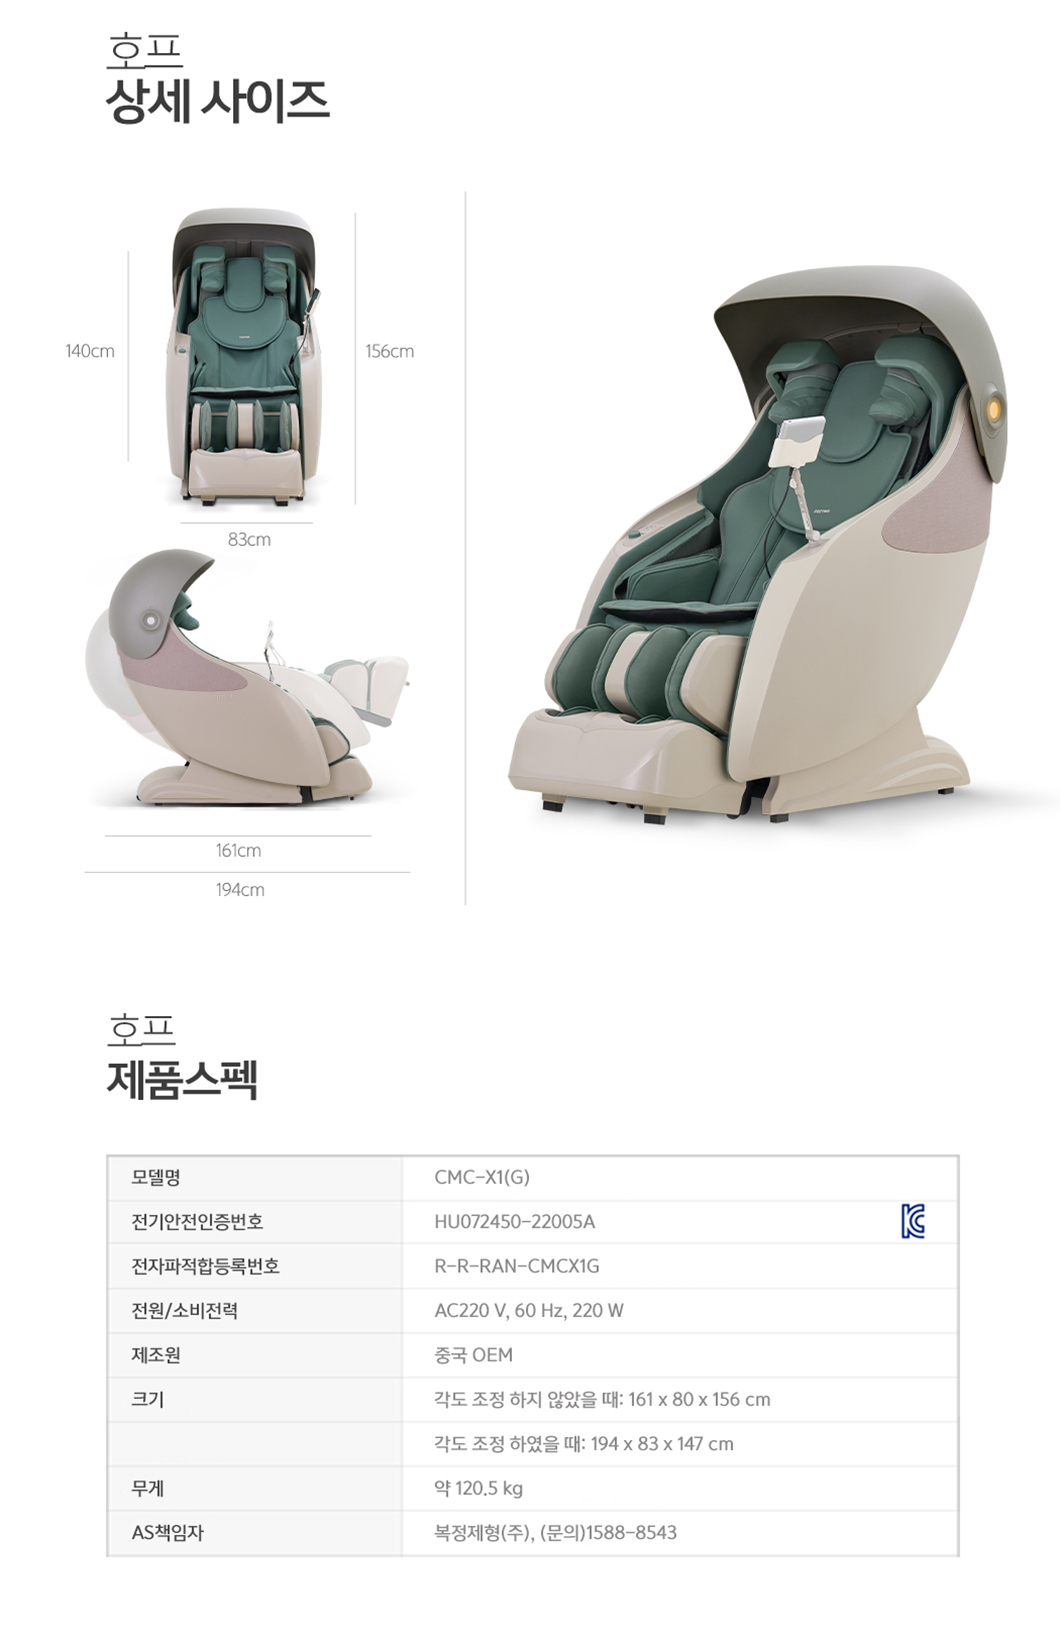 호프
상세 사이즈
140cm
156cm
83cm
161cm
194cm
호프
제품스펙
모델명 CMC-X1(G)
전기안전인증번호 HU072450-22005A
전자파적합등록번호 R-R-RAN-CMCX1G
전원/소비전력 AC220 V, 60 Hz, 220 W
제조원 중국 OEM
크기 각도 조정 하지 않았을 때: 161 x 80 x 156 cm
각도 조정 하였을 때: 194 x 83 x 147 cm
무게 약 120.5 kg
AS책임자 복정제형(주), (문의)1588-8543